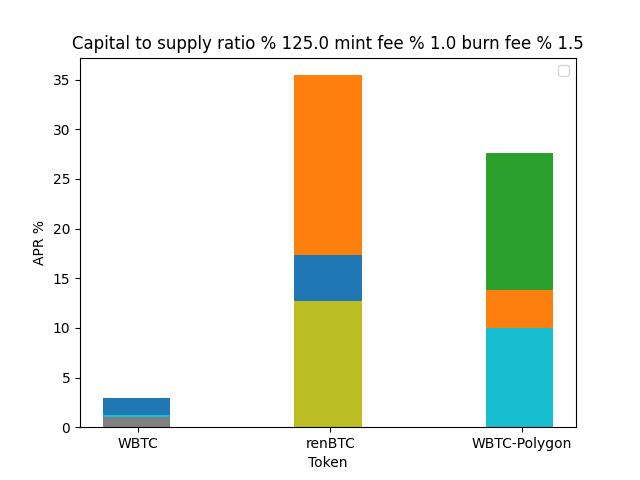 Capital to supply ratio % 125.0 mint fee % 1.0 burn fee % 1.5
35
30
25
20
15
10
5
0
APR %
WBTC renBTC WBTC-Polygon
Token